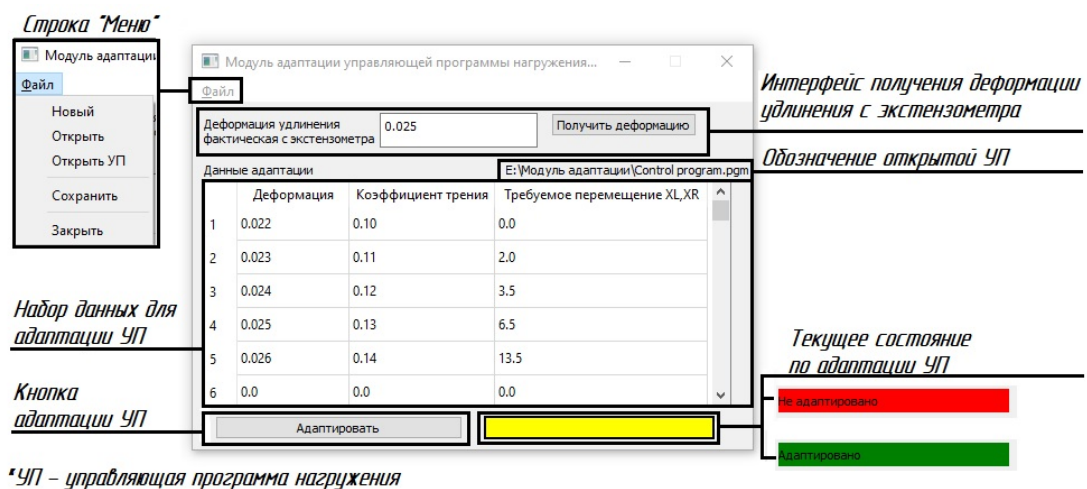 Строка "Меню"
Модуль адаптации
Файл
Новый
Открыть
Открыть УП
Сохранить
Закрыть
Модуль адаптации управляющей программы нагружения...
Файл
Деформация удлинения
фактическая с экстензометра
0.025
Получить деформацию
Данные адаптации
E:\Модуль адаптации\Control program.pgm
Деформация Коэффициент трения Требуемое перемещение XL,XR
1 0.022 0.10 0.0
2 0.023 0.11 2.0
3 0.024 0.12 3.5
4 0.025 0.13 6.5
5 0.026 0.14 13.5
6 0.0 0.0 0.0
Адаптировать
Интерфейс получения деформации
удлинения с экстензометра
Обозначение открытой УП
Набор данных для
адаптации УП
Кнопка
адаптации УП
Текущее состояние
по адаптации УП
Не адаптировано
Адаптировано
*УП – управляющая программа нагружения